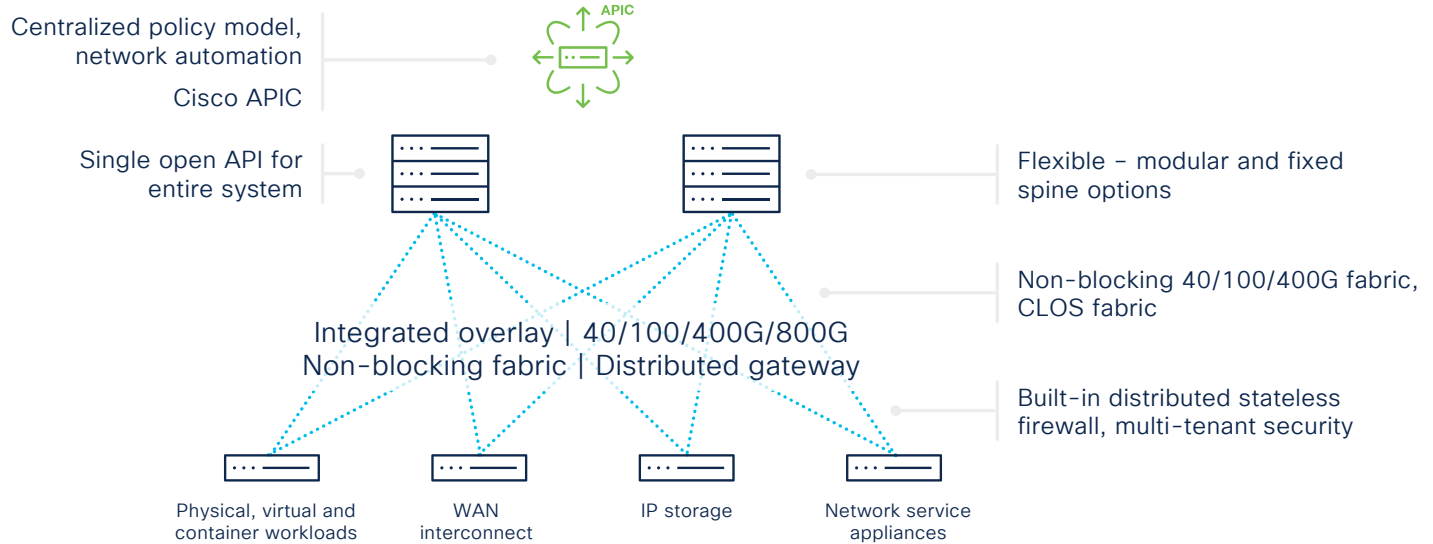 Centralized policy model,
network automation
Cisco APIC
APIC
Single open API for
entire system
Flexible – modular and fixed
spine options
Non-blocking 40/100/400G fabric,
CLOS fabric
Integrated overlay | 40/100/400G/800G
Non-blocking fabric | Distributed gateway
Built-in distributed stateless
firewall, multi-tenant security
Physical, virtual and
container workloads
WAN
interconnect
IP storage
Network service
appliances